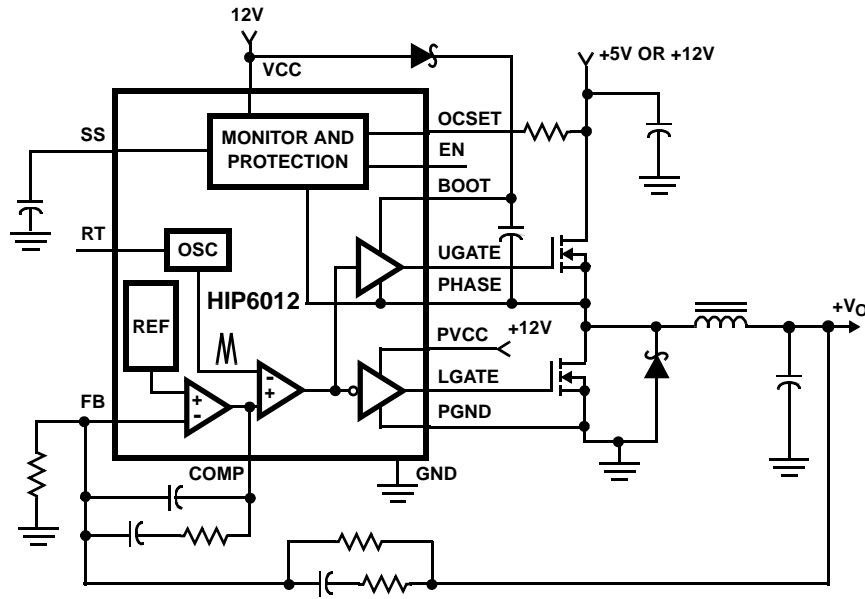 12V
VCC
+5V OR +12V
SS
MONITOR AND
PROTECTION
OCSET
EN
BOOT
RT
OSC
UGATE
HIP6012
PHASE
REF
+12V
PVCC
+VO
LGATE
FB
PGND
COMP
GND
+
-
-
+